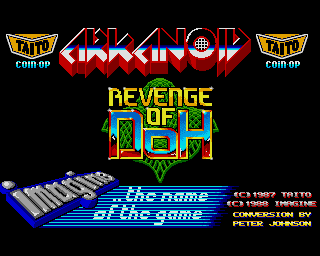 TAITO
COIN·OP
ARKANOID
TAITO
COIN·OP
REVENGE
OF
DOH
imagine
...the name
of the game
(C)1987 TAITO
(C)1988 IMAGINE
CONVERSION BY
PETER JOHNSON